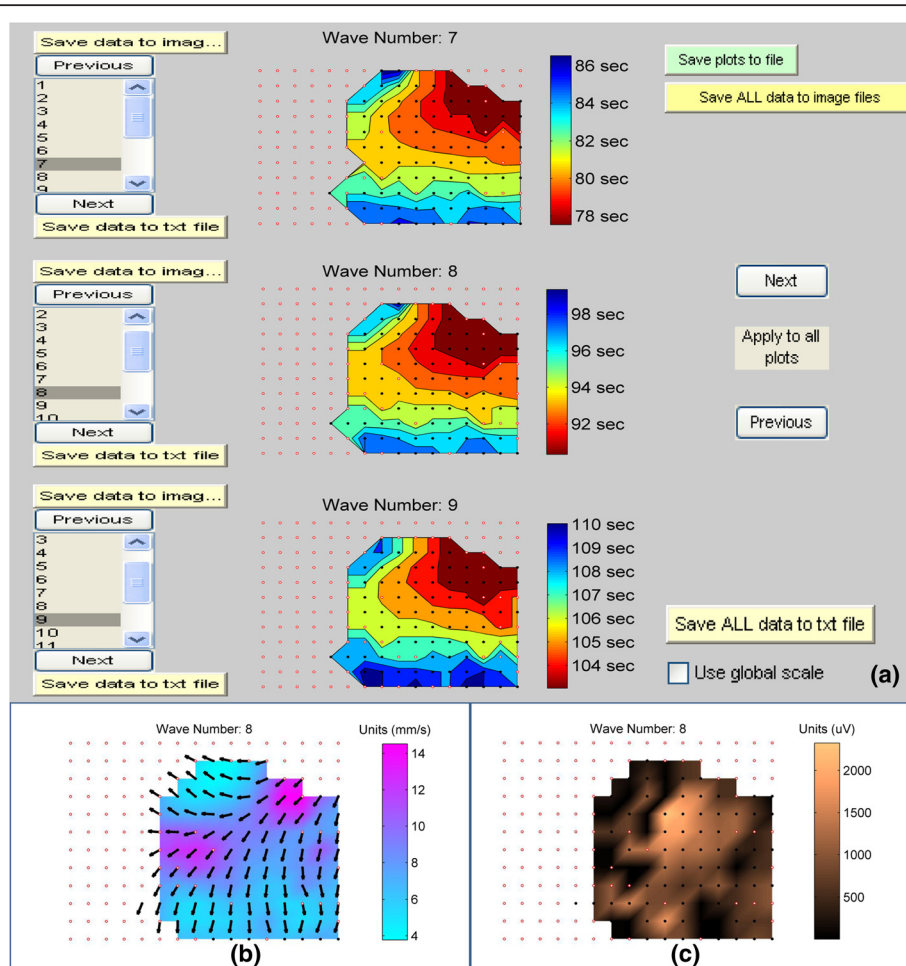 Save data to imag...
Previous
1
2
3
4
5
6
7
8
9
Next
Save data to txt file
Wave Number: 7
86 sec
84 sec
82 sec
80 sec
78 sec
Save plots to file
Save ALL data to image files
Save data to imag...
Previous
2
3
4
5
6
7
8
9
10
Next
Save data to txt file
Wave Number: 8
98 sec
96 sec
94 sec
92 sec
Next
Apply to all
plots
Previous
Save data to imag...
Previous
3
4
5
6
7
8
9
10
11
Next
Save data to txt file
Wave Number: 9
110 sec
109 sec
108 sec
107 sec
106 sec
105 sec
104 sec
Save ALL data to txt file
Use global scale
(a)
Wave Number: 8
Units (mm/s)
14
12
10
8
6
4
(b)
Wave Number: 8
Units (uV)
2000
1500
1000
500
(c)